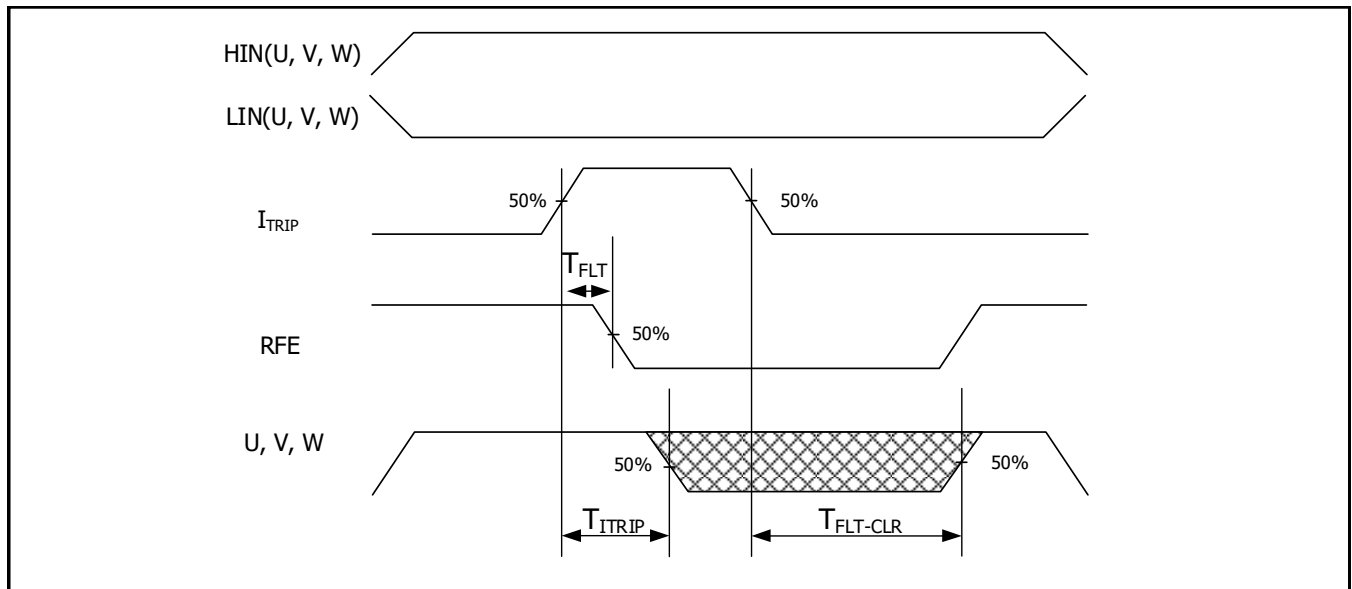 HIN(U, V, W)
LIN(U, V, W)
50%
50%
ITRIP
TFLT
50%
RFE
U, V, W
50%
50%
TITRIP
TFLT-CLR